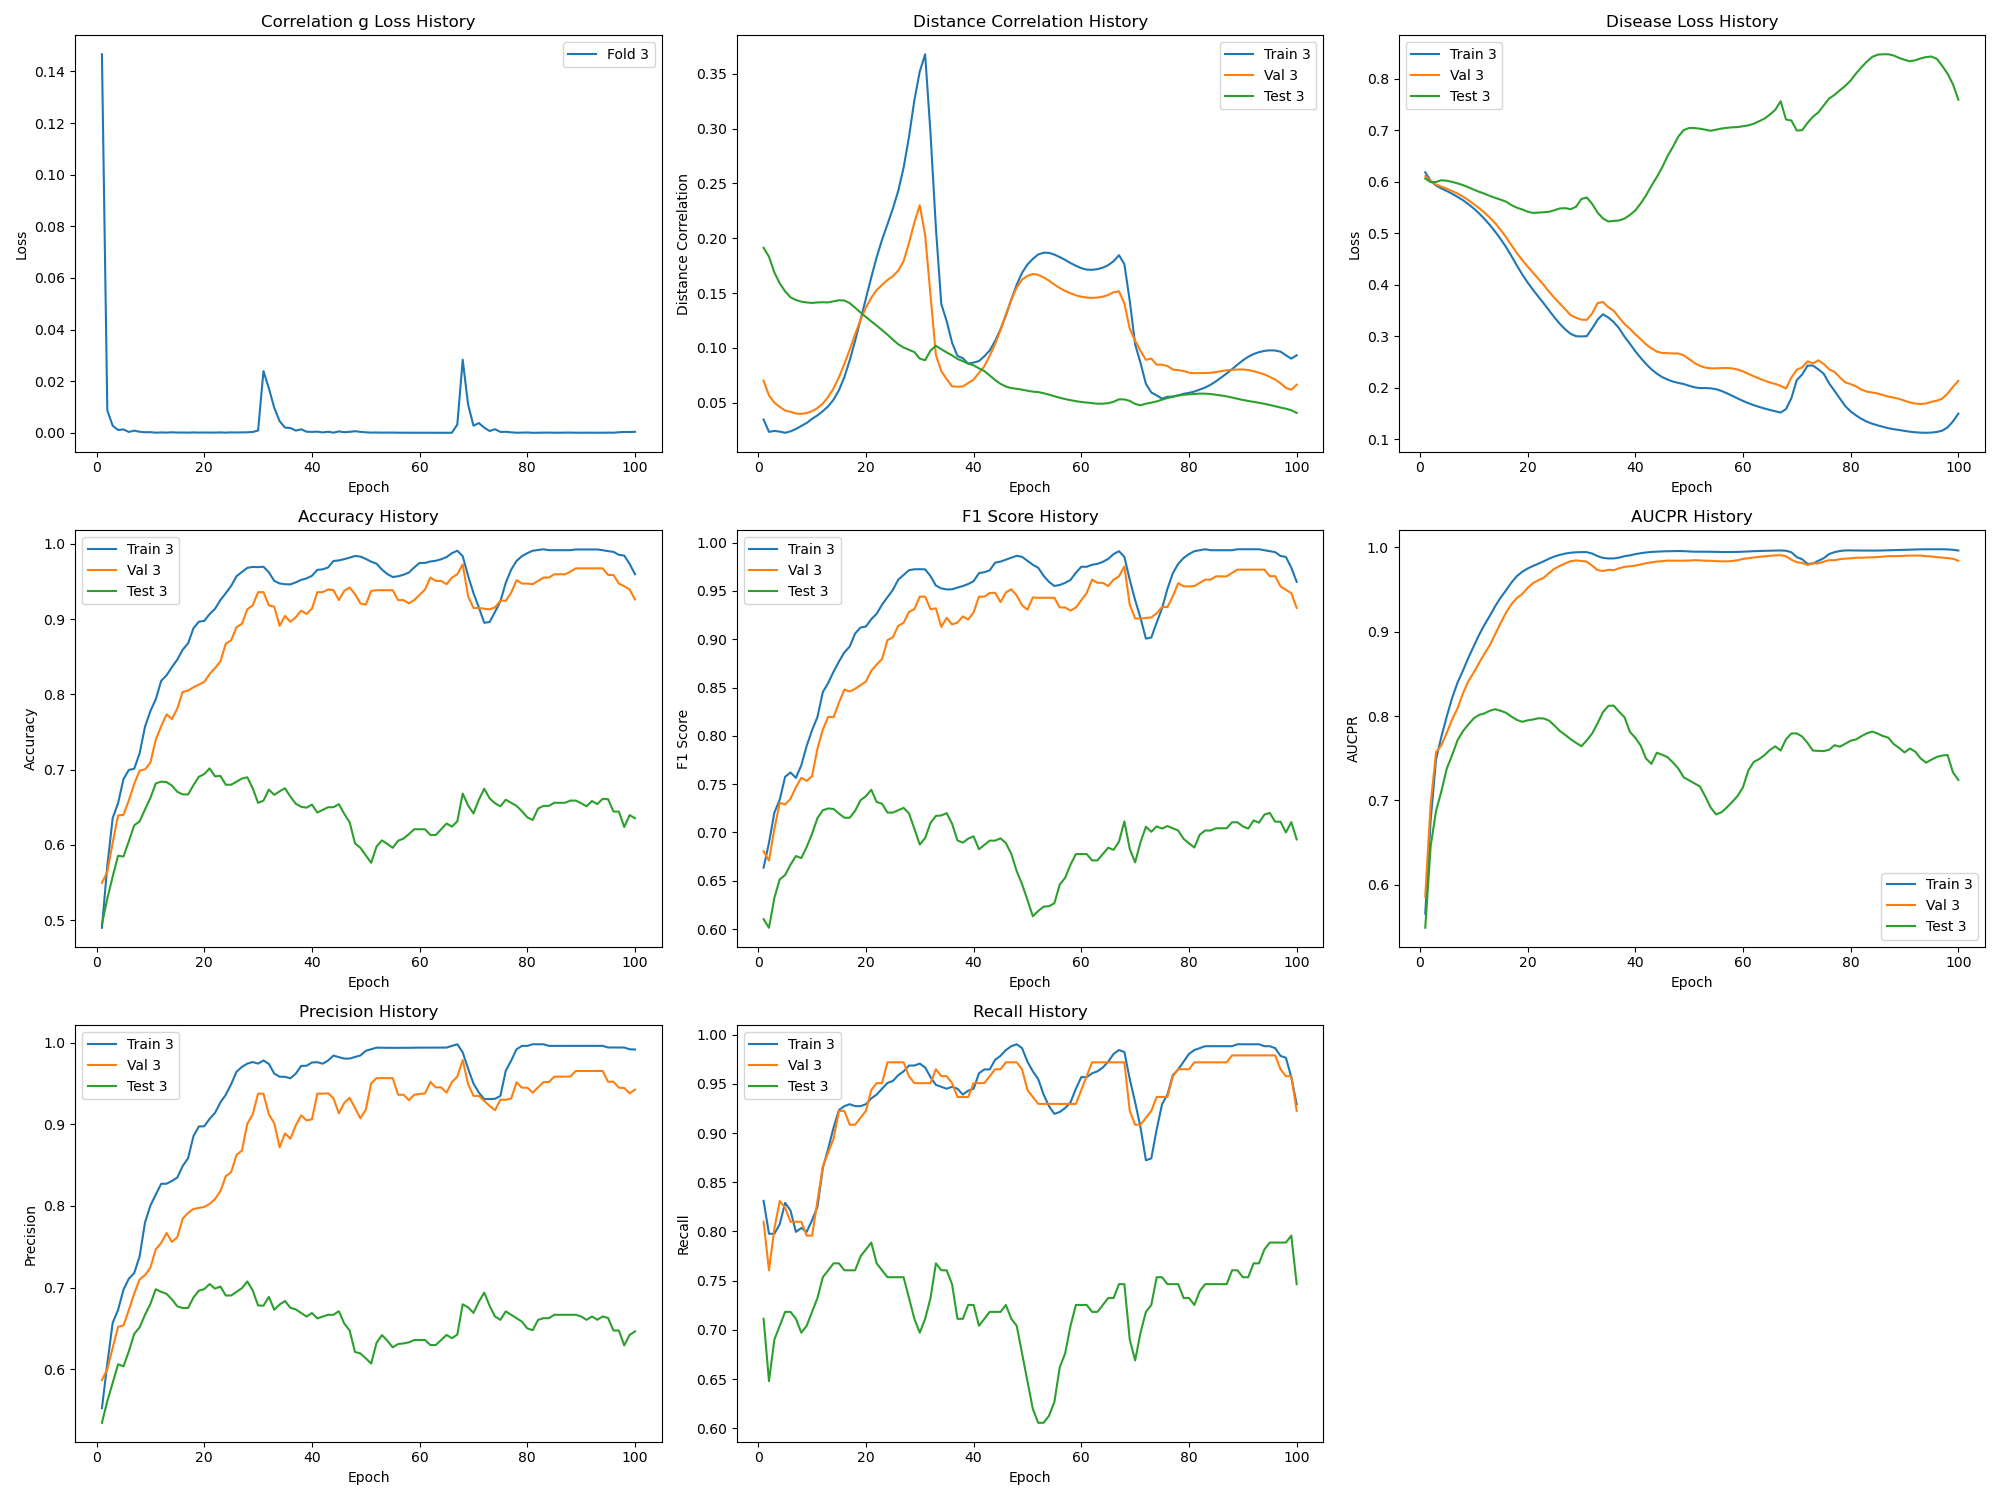 Correlation g Loss History
Fold 3
0.14
0.12
0.10
0.08
0.06
0.04
0.02
0.00
Loss
0 20 40 60 80 100
Epoch
Distance Correlation History
Train 3
Val 3
Test 3
0.35
0.30
0.25
0.20
0.15
0.10
0.05
Distance Correlation
0 20 40 60 80 100
Epoch
Disease Loss History
Train 3
Val 3
Test 3
0.8
0.7
0.6
0.5
0.4
0.3
0.2
0.1
Loss
0 20 40 60 80 100
Epoch
Accuracy History
Train 3
Val 3
Test 3
1.0
0.9
0.8
0.7
0.6
0.5
Accuracy
0 20 40 60 80 100
Epoch
F1 Score History
Train 3
Val 3
Test 3
1.00
0.95
0.90
0.85
0.80
0.75
0.70
0.65
0.60
F1 Score
0 20 40 60 80 100
Epoch
AUCPR History
1.0
0.9
0.8
0.7
0.6
AUCPR
Train 3
Val 3
Test 3
0 20 40 60 80 100
Epoch
Precision History
Train 3
Val 3
Test 3
1.0
0.9
0.8
0.7
0.6
Precision
0 20 40 60 80 100
Epoch
Recall History
Train 3
Val 3
Test 3
1.00
0.95
0.90
0.85
0.80
0.75
0.70
0.65
0.60
Recall
0 20 40 60 80 100
Epoch